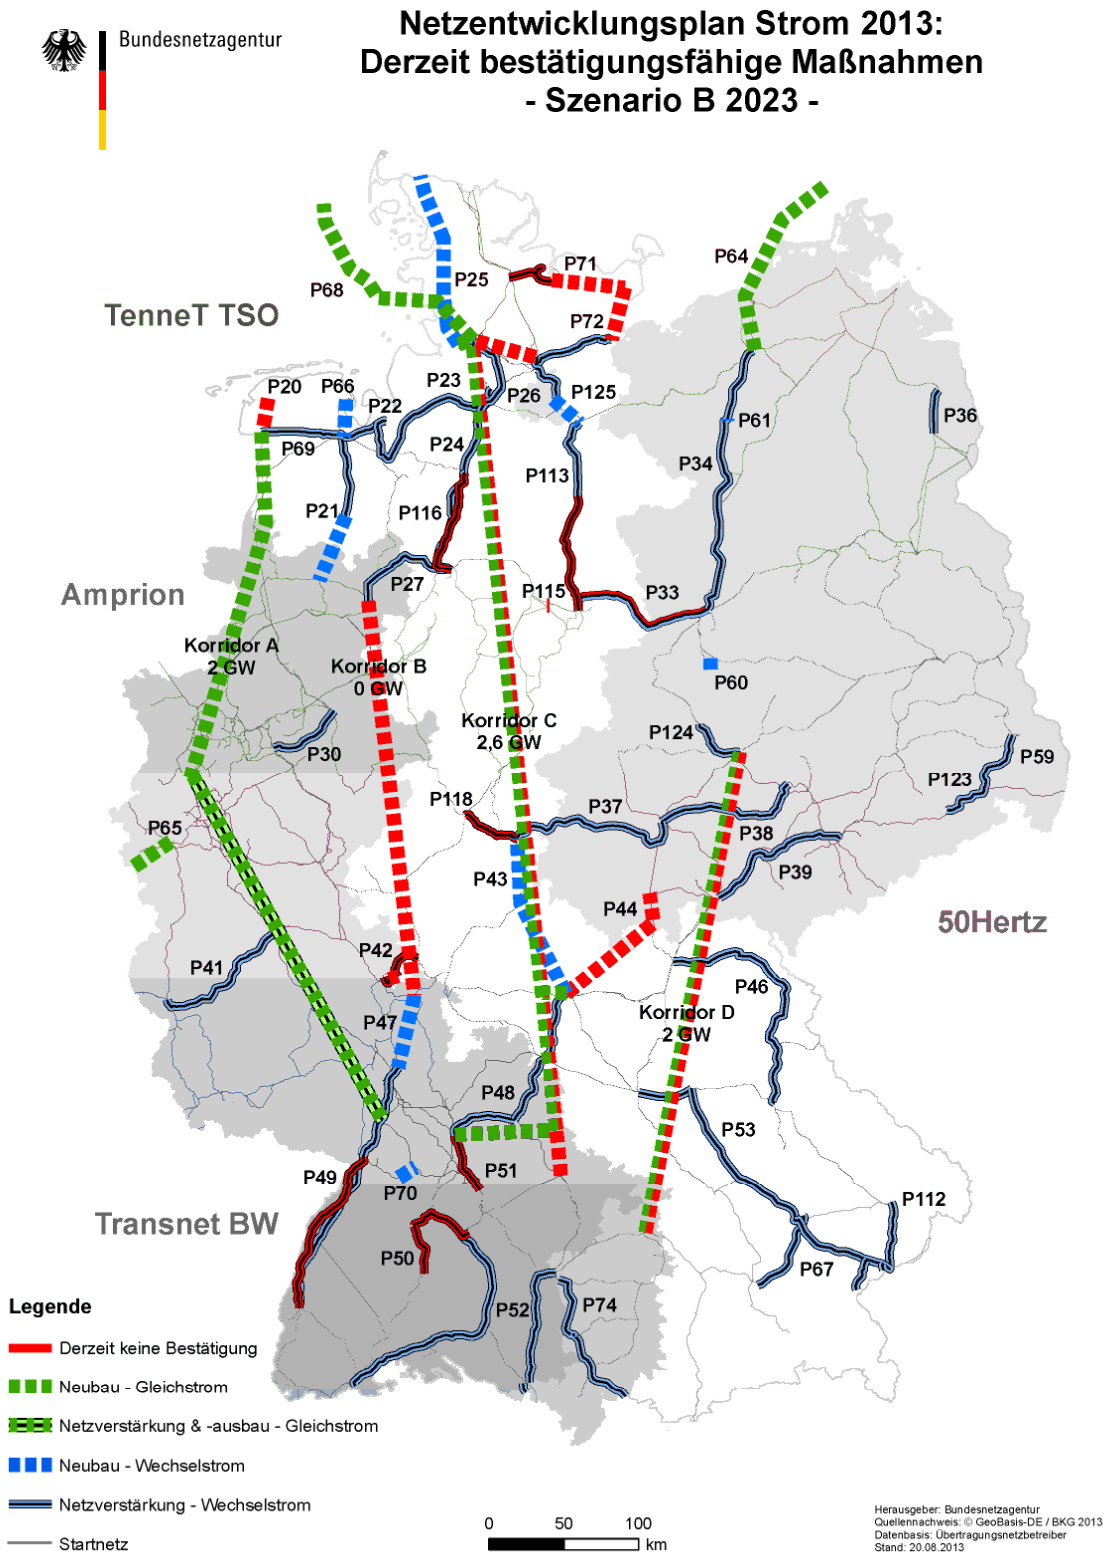 Bundesnetzagentur
Netzentwicklungsplan Strom 2013:
Derzeit bestätigungsfähige Maßnahmen
- Szenario B 2023 -
P68
P25
P71
P64
TenneT TSO
P72
P20
P66
P23
P22
P26
P125
P61
P36
P69
P24
P34
P113
P21
P116
P27
P115
P33
Amprion
Korridor A
2 GW
Korridor B
0 GW
P60
Korridor C
2,6 GW
P124
P30
P59
P123
P118
P37
P38
P65
P43
P39
P44
50Hertz
P42
P41
P46
P47
Korridor D
2 GW
P48
P53
P49
P51
P70
P112
Transnet BW
P50
P67
P52
P74
Legende
Derzeit keine Bestätigung
Neubau - Gleichstrom
Netzverstärkung & -ausbau - Gleichstrom
Neubau - Wechselstrom
Netzverstärkung - Wechselstrom
Startnetz
0 50 100
km
Herausgeber: Bundesnetzagentur
Quellennachweis: © GeoBasis-DE / BKG 2013
Datenbasis: Übertragungsnetzbetreiber
Stand: 20.08.2013